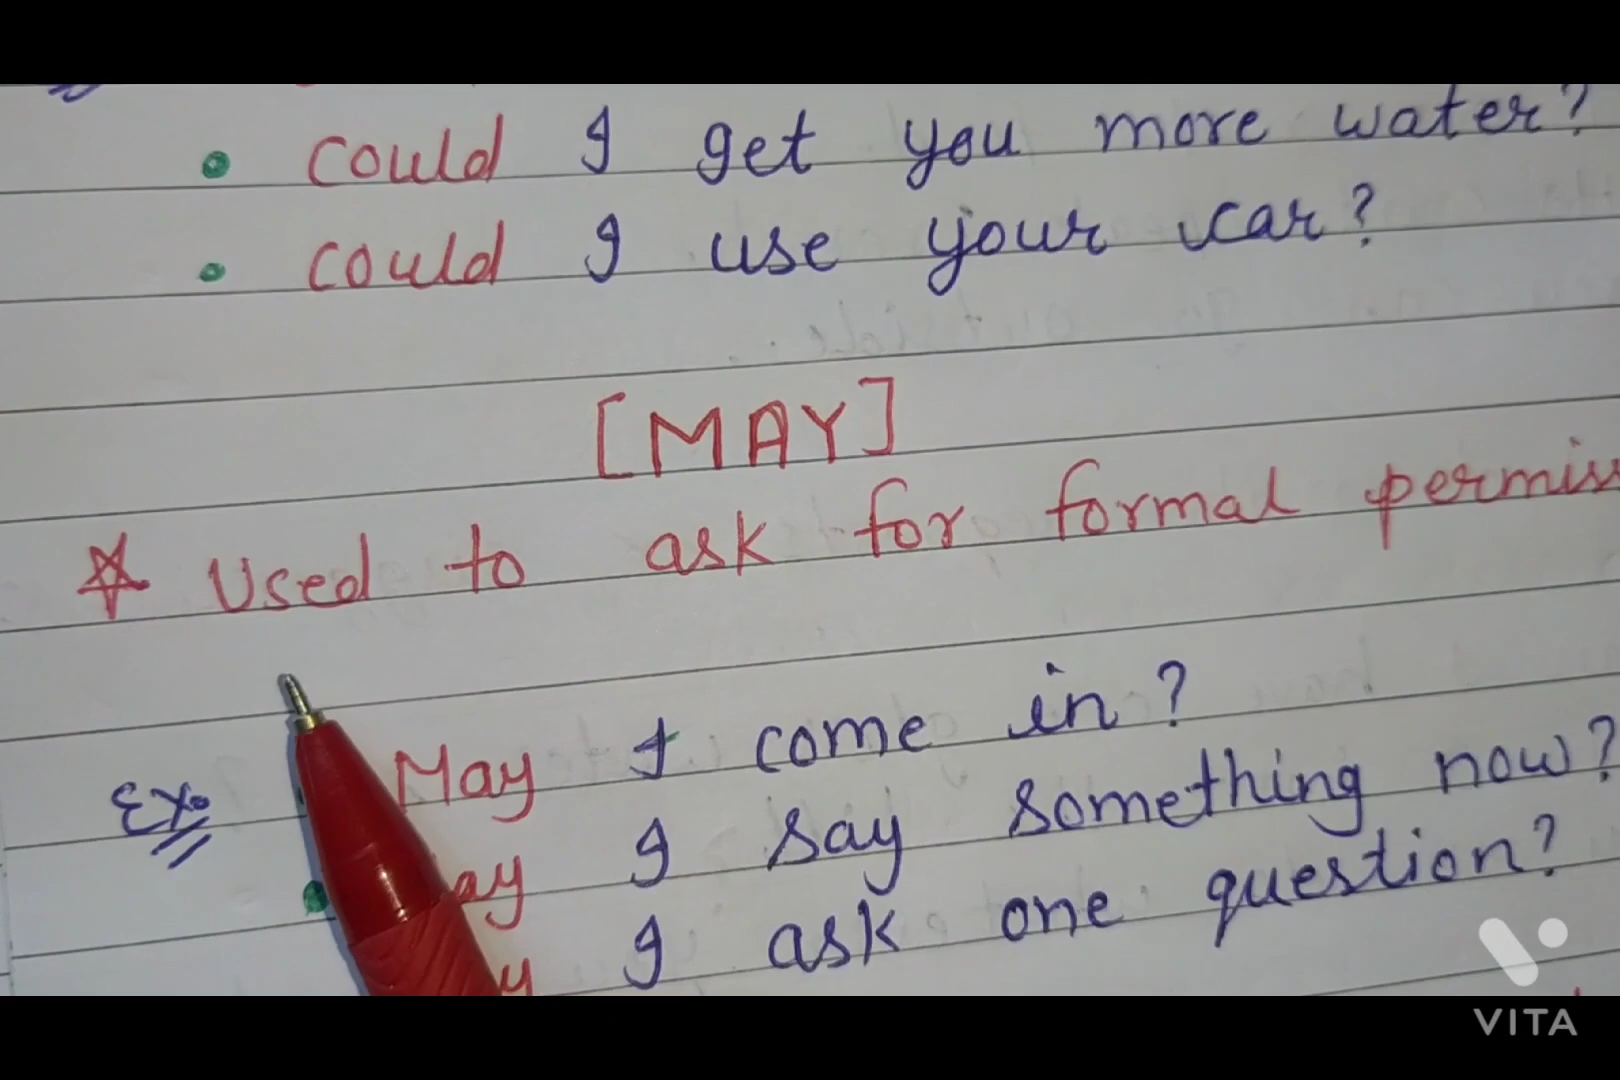 • could I get you more water?
• could I use your car?
[MAY]
☆ Used to ask for formal
Ex. May I come in?
I say something now?
I ask one question?
VITA